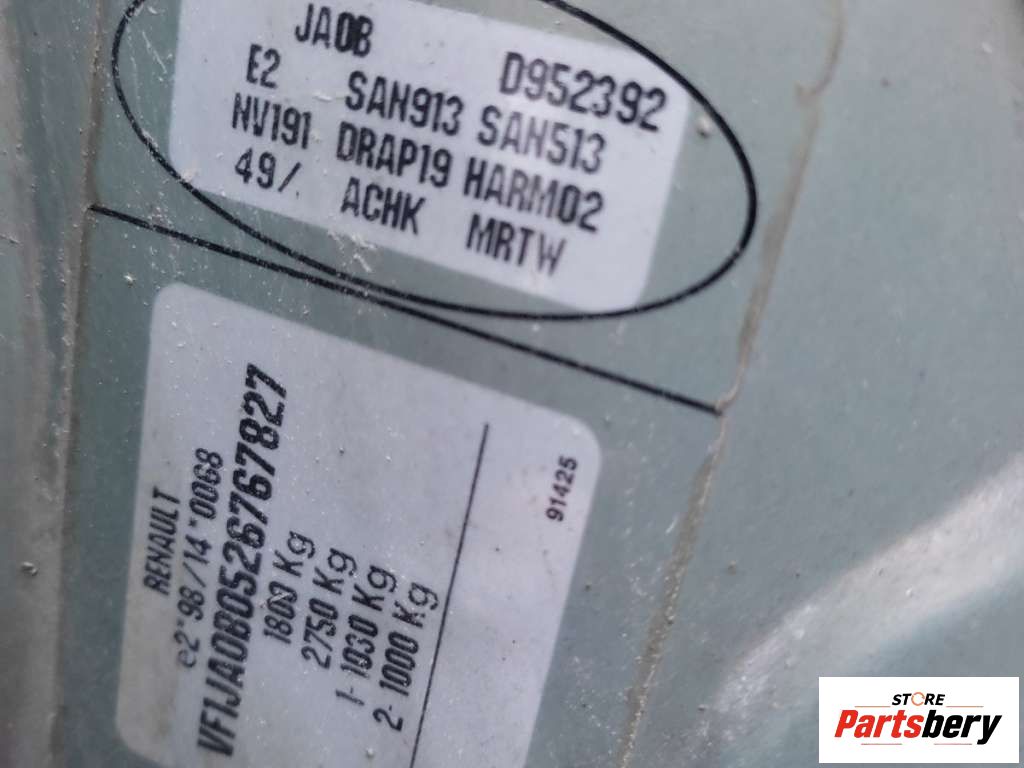 JA0B D952392
E2 SAN913 SAN513
NV191 DRAP19 HARM02
49/ ACHK MRTW
RENAULT
e2*98/14*0068
VF1JA0B0526767827
1800 Kg
2750 Kg
1- 1030 Kg
2- 1000 Kg
91425
STORE
Partsbery